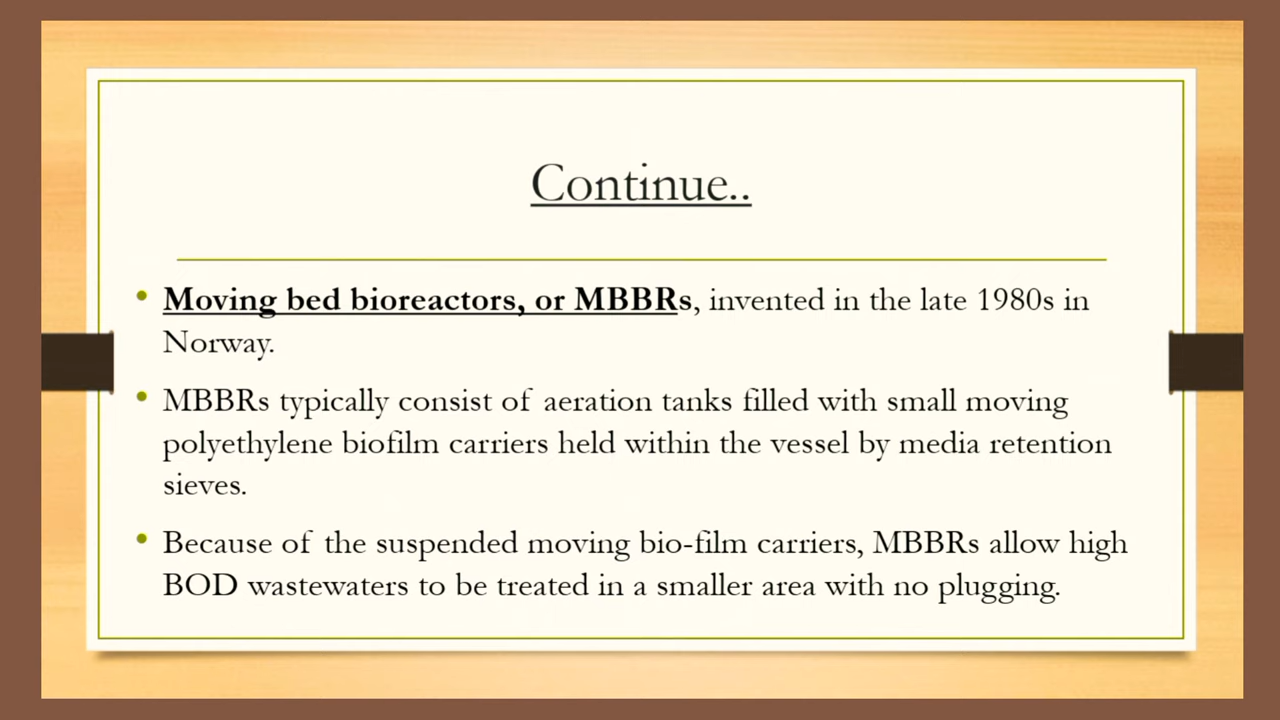 Continue..
• Moving bed bioreactors, or MBBRs, invented in the late 1980s in
Norway.
• MBBRs typically consist of aeration tanks filled with small moving
polyethylene biofilm carriers held within the vessel by media retention
sieves.
• Because of the suspended moving bio-film carriers, MBBRs allow high
BOD wastewaters to be treated in a smaller area with no plugging.